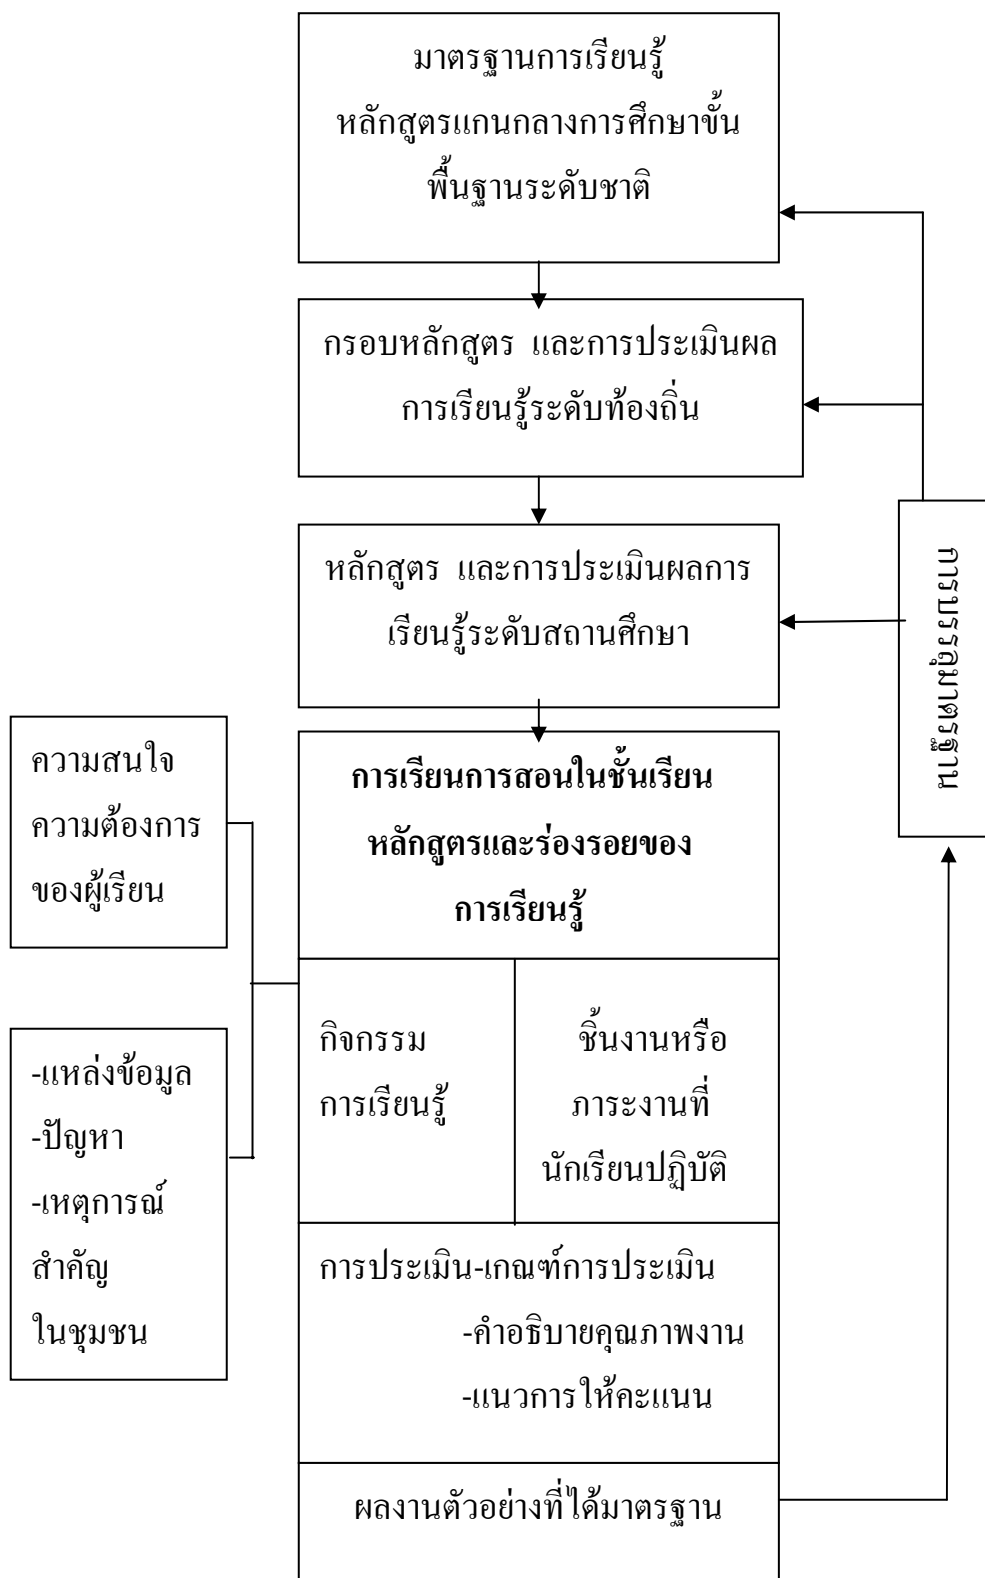 มาตรฐานการเรียนรู้
หลักสูตรแกนกลางการศึกษาขั้น
พื้นฐานระดับชาติ
กรอบหลักสูตร และการประเมินผล
การเรียนรู้ระดับท้องถิ่น
หลักสูตร และการประเมินผลการ
เรียนรู้ระดับสถานศึกษา
การบรรลุมาตรฐาน
ความสนใจ
ความต้องการ
ของผู้เรียน
-แหล่งข้อมูล
-ปัญหา
-เหตุการณ์
สำคัญ
ในชุมชน
การเรียนการสอนในชั้นเรียน
หลักสูตรและร่องรอยของ
การเรียนรู้
กิจกรรม
การเรียนรู้
ชิ้นงานหรือ
ภาระงานที่
นักเรียนปฏิบัติ
การประเมิน-เกณฑ์การประเมิน
-คำอธิบายคุณภาพงาน
-แนวการให้คะแนน
ผลงานตัวอย่างที่ได้มาตรฐาน